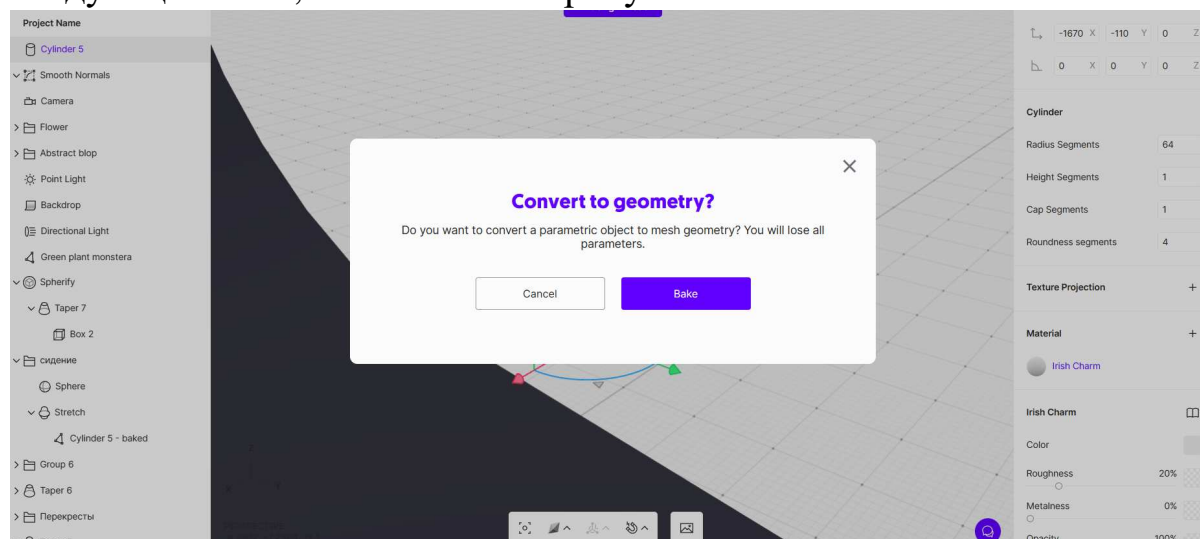 Project Name
Cylinder 5
Smooth Normals
Camera
Flower
Abstract blop
Point Light
Backdrop
Directional Light
Green plant monstera
Spherify
Taper 7
Box 2
сидение
Sphere
Stretch
Cylinder 5 - baked
Group 6
Taper 6
Перекресты
Convert to geometry?
Do you want to convert a parametric object to mesh geometry? You will lose all
parameters.
Cancel Bake
-1670 X -110 Y 0 Z
0 X 0 Y 0 Z
Cylinder
Radius Segments 64
Height Segments 1
Cap Segments 1
Roundness segments 4
Texture Projection +
Material +
Irish Charm
Irish Charm
Color
Roughness 20%
Metalness 0%
Opacity 100%